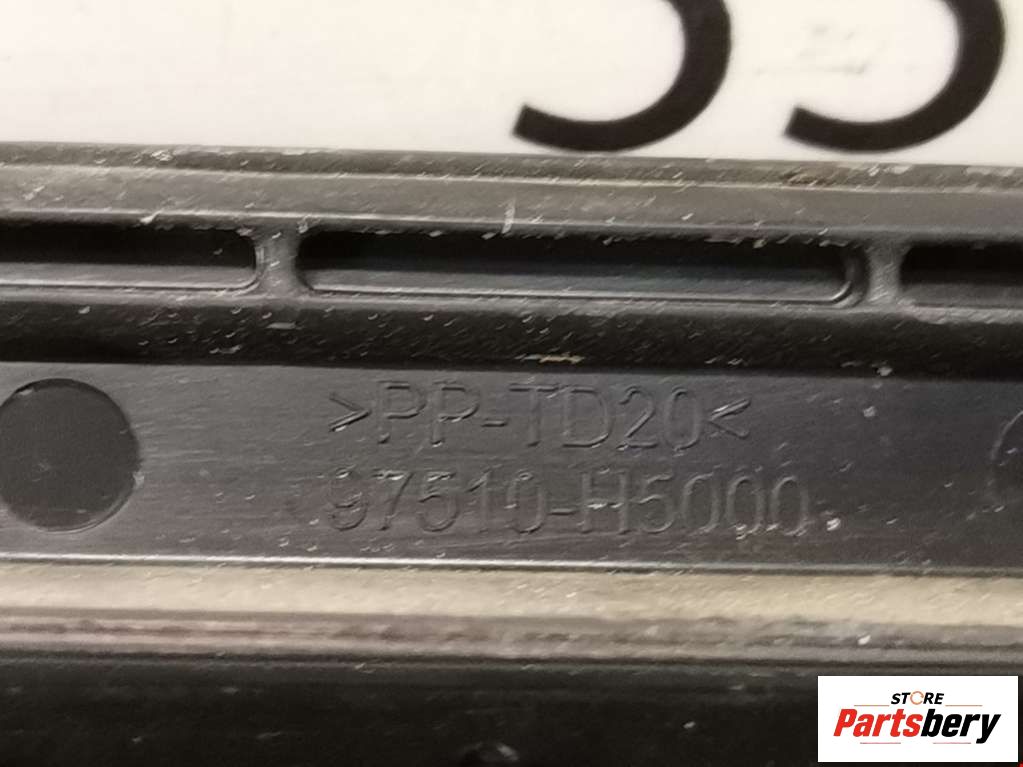 >PP-TD20<
97510-H5000
STORE
Partsbery